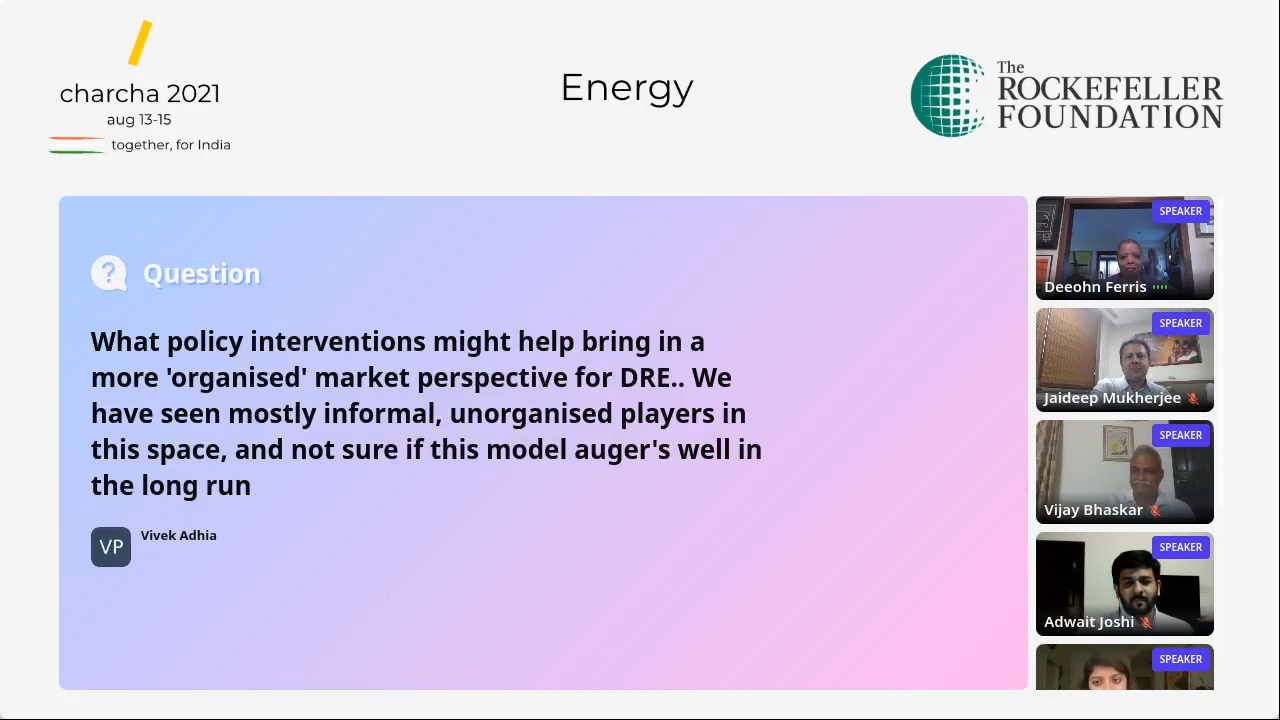 charcha 2021
aug 13-15
together, for India
Energy
The
ROCKEFELLER
FOUNDATION
? Question
What policy interventions might help bring in a
more 'organised' market perspective for DRE.. We
have seen mostly informal, unorganised players in
this space, and not sure if this model auger's well in
the long run
VP Vivek Adhia
SPEAKER
Deeohn Ferris
SPEAKER
Jaideep Mukherjee
SPEAKER
Vijay Bhaskar
SPEAKER
Adwait Joshi
SPEAKER